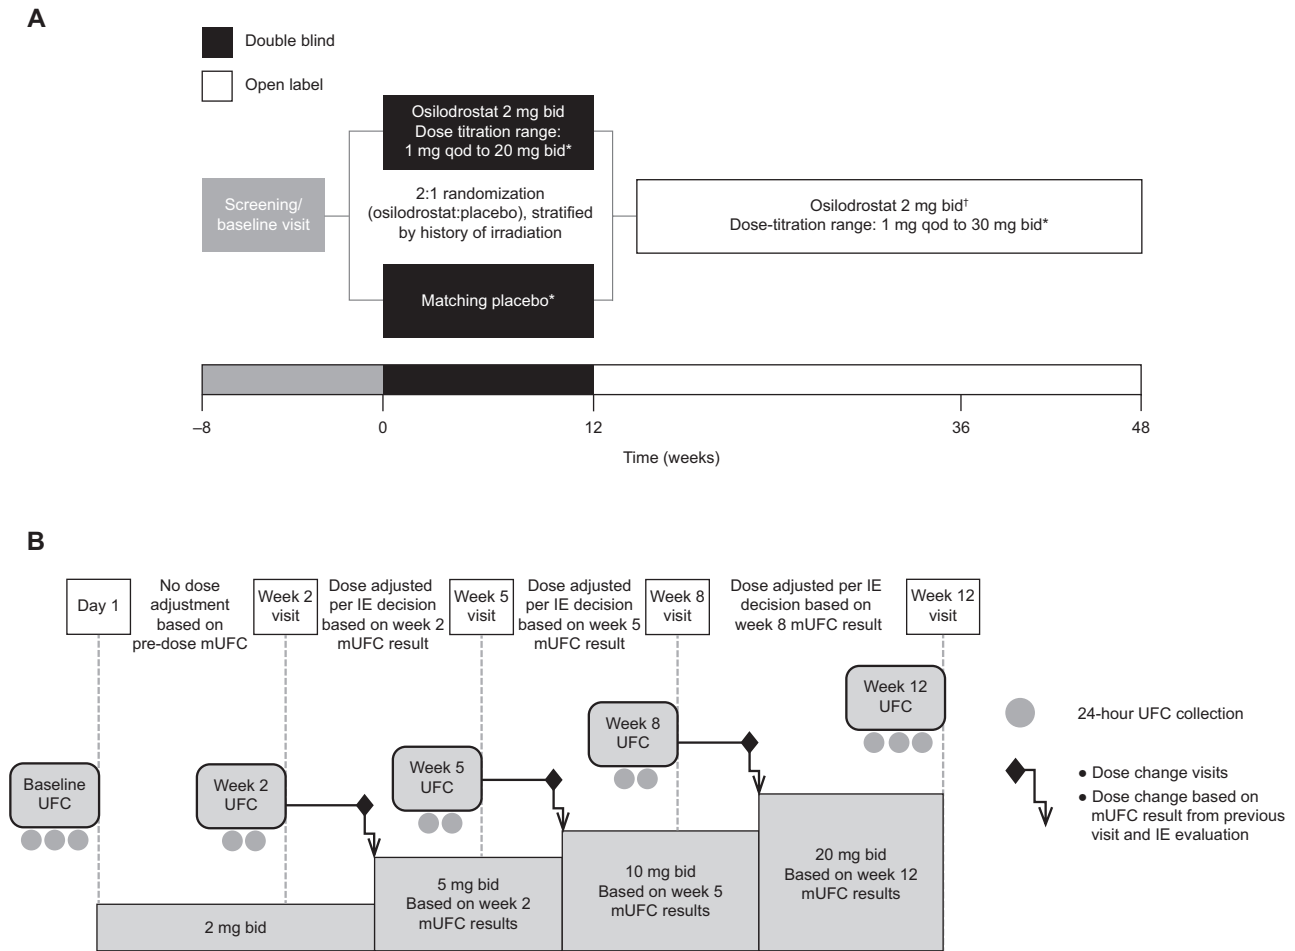 A
Double blind
Open label
Osilodrostat 2 mg bid
Dose titration range:
1 mg qod to 20 mg bid*
Screening/
baseline visit
2:1 randomization
(osilodrostat:placebo), stratified
by history of irradiation
Osilodrostat 2 mg bid†
Dose-titration range: 1 mg qod to 30 mg bid*
Matching placebo*
–8
0
12
36
48
Time (weeks)
B
Day 1
No dose
adjustment
based on
pre-dose mUFC
Week 2
visit
Dose adjusted
per IE decision
based on week 2
mUFC result
Week 5
visit
Dose adjusted
per IE decision
based on week 5
mUFC result
Week 8
visit
Dose adjusted per IE
decision based on
week 8 mUFC result
Week 12
visit
Baseline
UFC
Week 2
UFC
Week 5
UFC
Week 8
UFC
Week 12
UFC
24-hour UFC collection
● Dose change visits
● Dose change based on
mUFC result from previous
visit and IE evaluation
2 mg bid
5 mg bid
Based on week 2
mUFC results
10 mg bid
Based on week 5
mUFC results
20 mg bid
Based on week 12
mUFC results